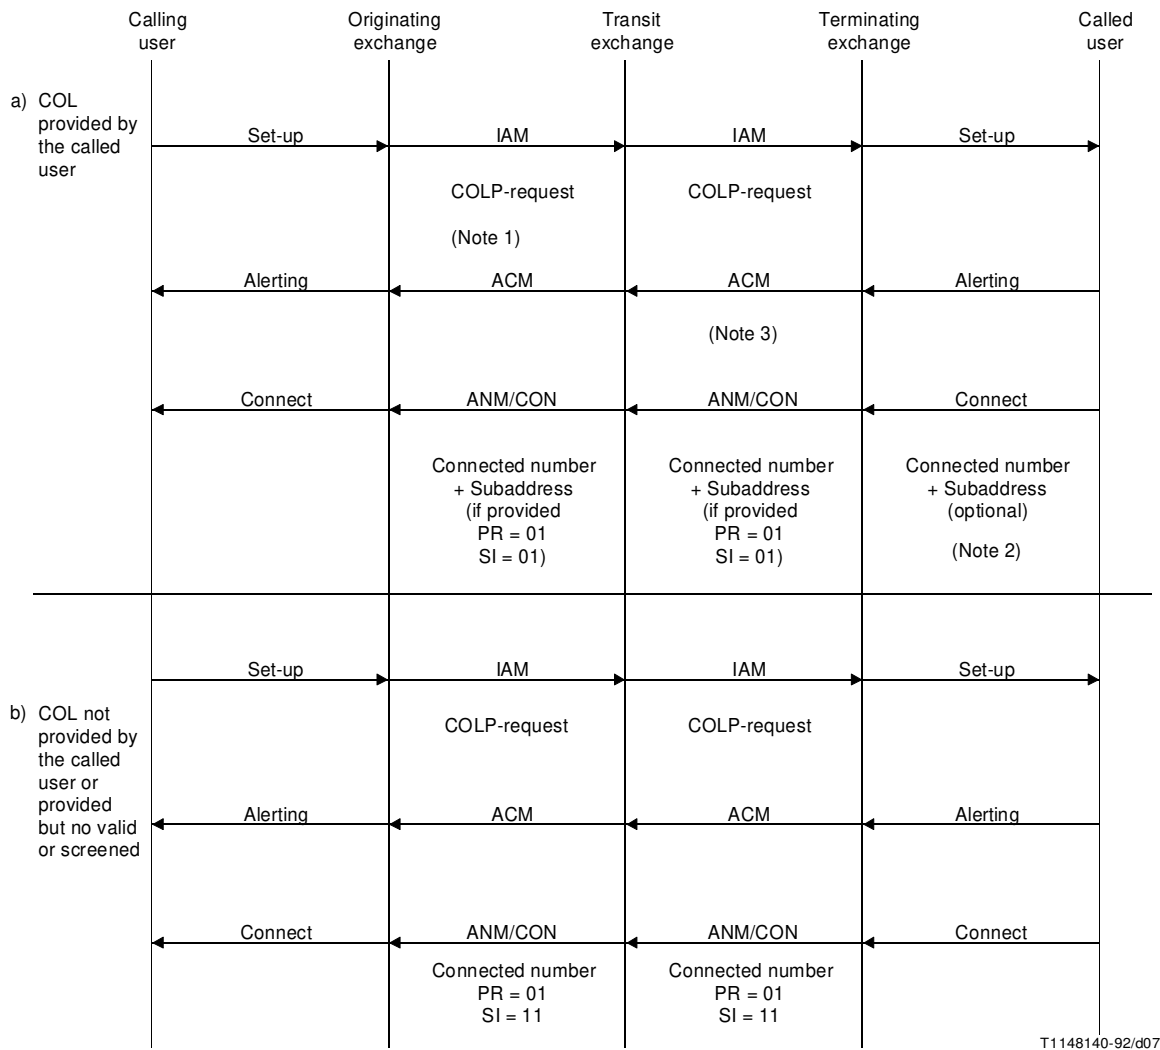 Calling
user
Originating
exchange
Transit
exchange
Terminating
exchange
Called
user
a) COL
provided by
the called
user
Set-up
IAM
IAM
Set-up
COLP-request
COLP-request
(Note 1)
Alerting
ACM
ACM
Alerting
(Note 3)
Connect
ANM/CON
ANM/CON
Connect
Connected number
+ Subaddress
(if provided
PR = 01
SI = 01)
Connected number
+ Subaddress
(if provided
PR = 01
SI = 01)
Connected number
+ Subaddress
(optional)
(Note 2)
Set-up
IAM
IAM
Set-up
b) COL not
provided by
the called
user or
provided
but no valid
or screened
COLP-request
COLP-request
Alerting
ACM
ACM
Alerting
Connect
ANM/CON
ANM/CON
Connect
Connected number
PR = 01
SI = 11
Connected number
PR = 01
SI = 11
T1148140-92/d07